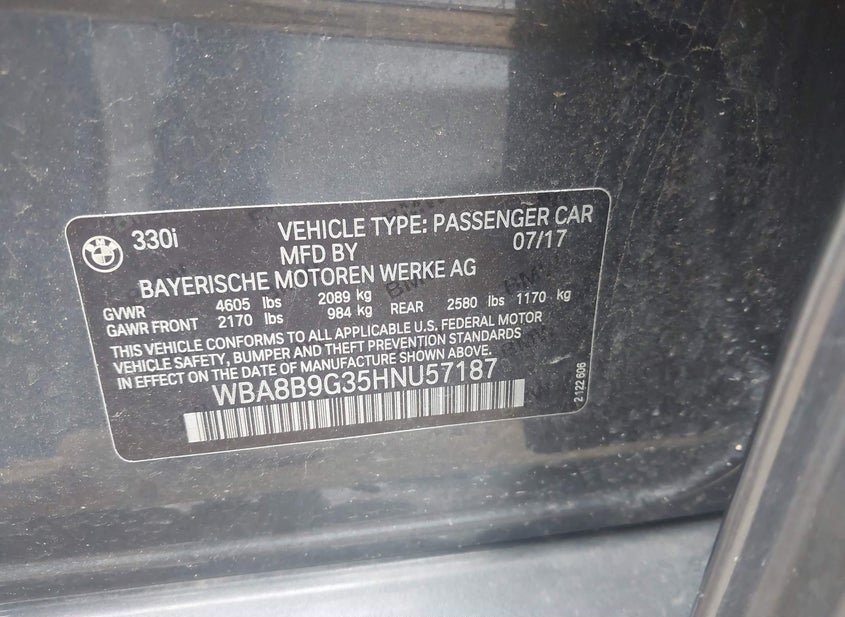 330i VEHICLE TYPE: PASSENGER CAR
MFD BY 07/17
BAYERISCHE MOTOREN WERKE AG
GVWR 4605 lbs 2089 kg
GAWR FRONT 2170 lbs 984 kg REAR 2580 lbs 1170 kg
THIS VEHICLE CONFORMS TO ALL APPLICABLE U.S. FEDERAL MOTOR
VEHICLE SAFETY, BUMPER AND THEFT PREVENTION STANDARDS
IN EFFECT ON THE DATE OF MANUFACTURE SHOWN ABOVE.
WBA8B9G35HNU57187
2 122 606